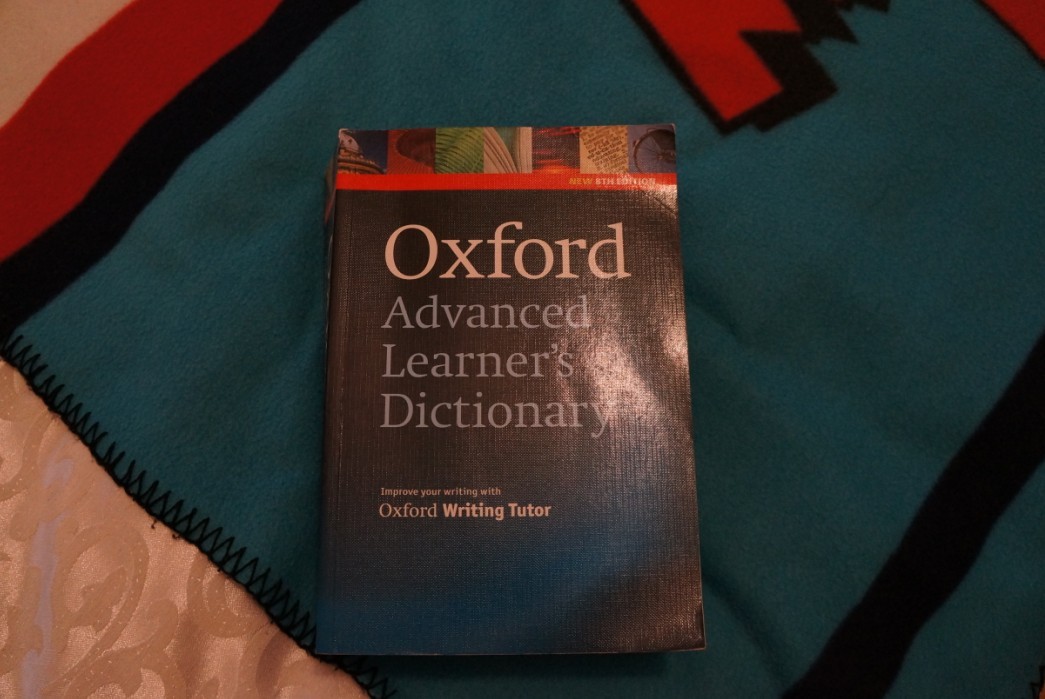 NEW 8TH EDITION
Oxford
Advanced
Learner's
Dictionary
Improve your writing with
Oxford Writing Tutor